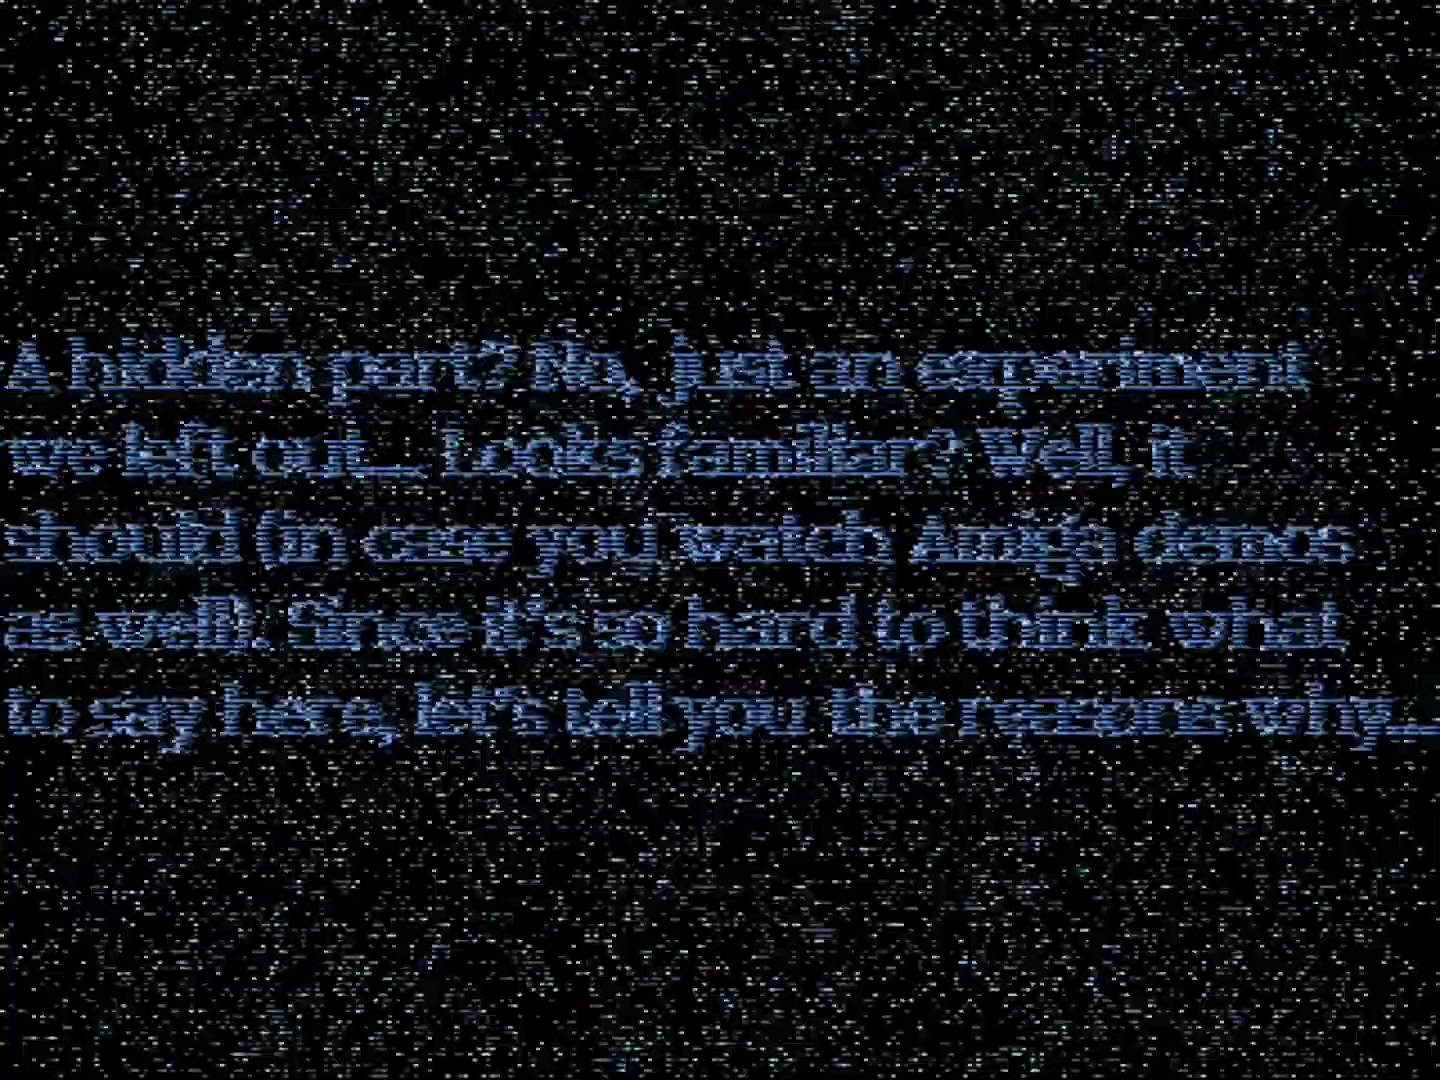 A hidden part? No, just an experiment
we left out... Looks familiar? Well, it
should (in case you watch Amiga demos
as well). Since it's so hard to think what
to say here, let's tell you the reasons why...